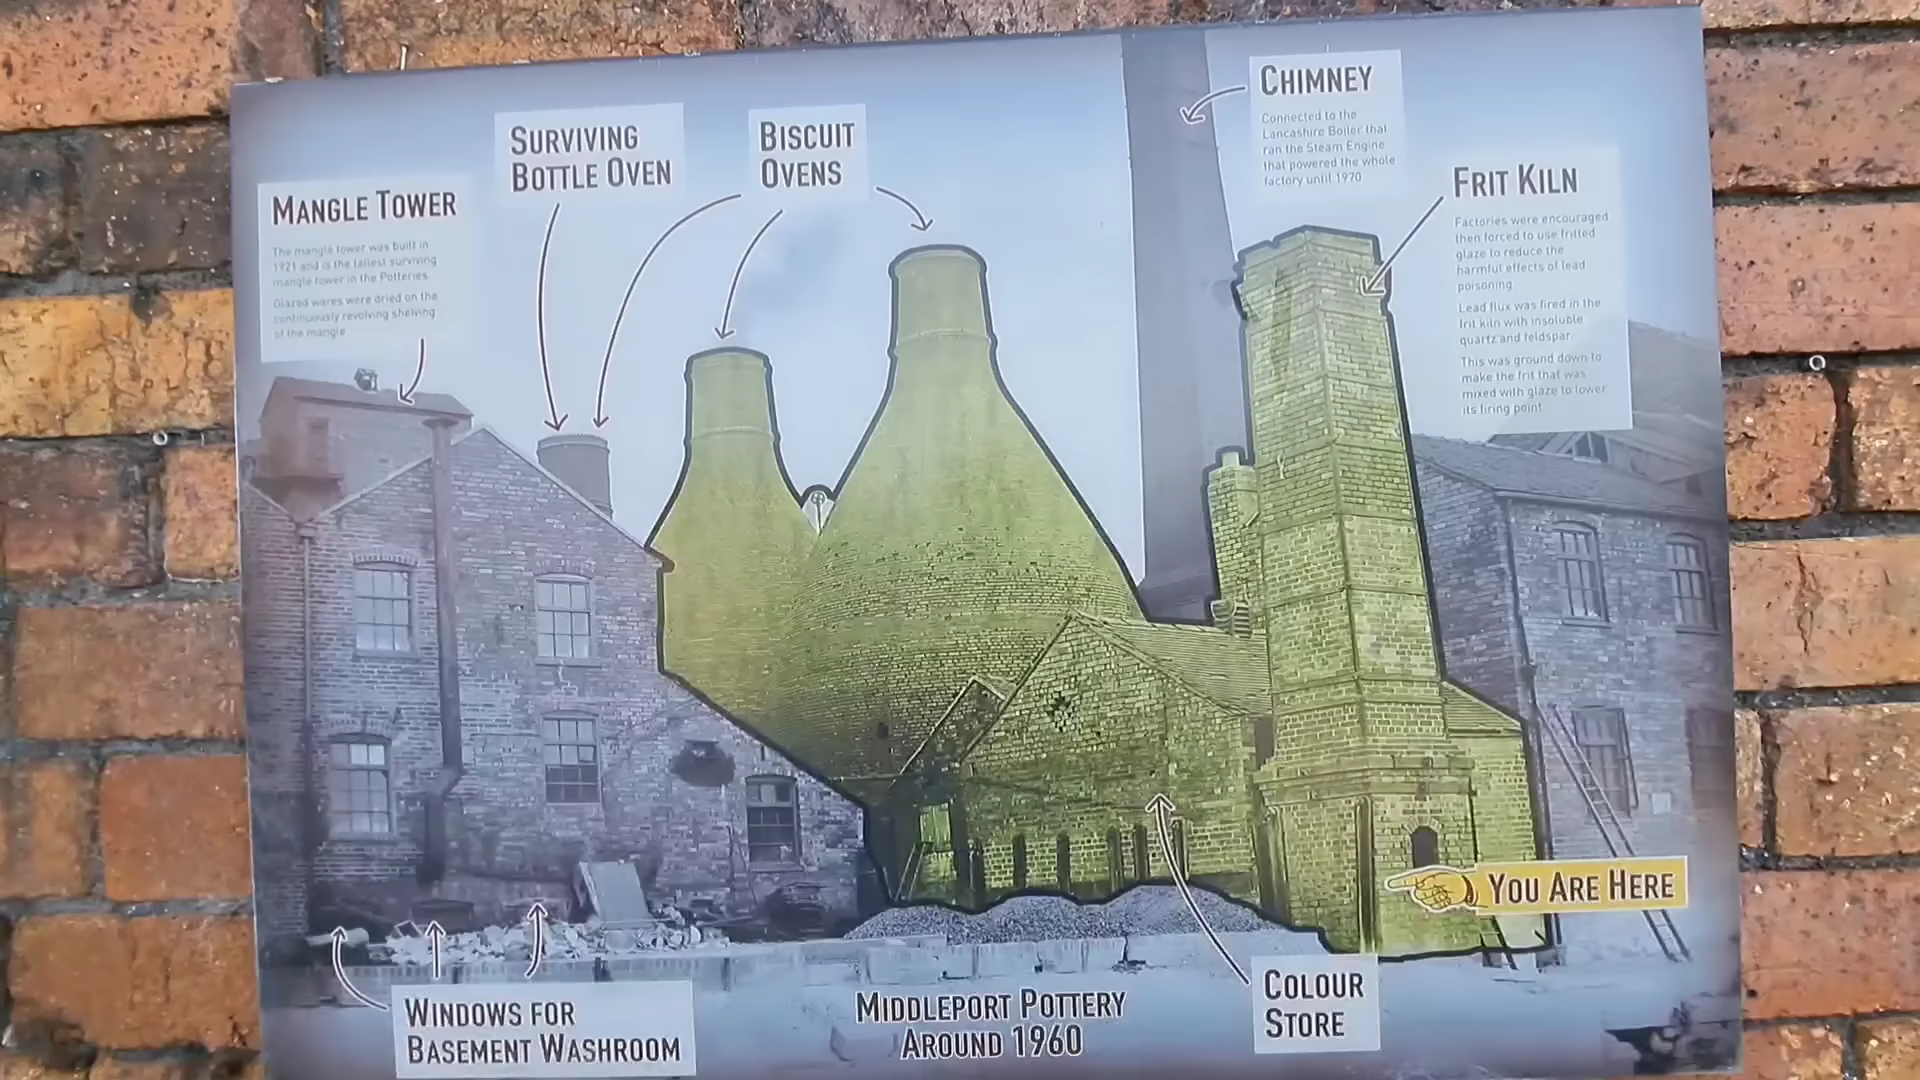 MANGLE TOWER
The mangle tower was built in
1921 and is the tallest surviving
mangle tower in the Potteries
Glazed wares were dried on the
continuously revolving shelving
of the mangle
SURVIVING
BOTTLE OVEN
BISCUIT
OVENS
CHIMNEY
Connected to the
Lancashire Boiler that
ran the Steam Engine
that powered the whole
factory until 1970
FRIT KILN
Factories were encouraged
then forced to use fritted
glaze to reduce the
harmful effects of lead
poisoning
Lead flux was fired in the
frit kiln with insoluble
quartz and feldspar.
This was ground down to
make the frit that was
mixed with glaze to lower
its firing point
YOU ARE HERE
WINDOWS FOR
BASEMENT WASHROOM
MIDDLEPORT POTTERY
AROUND 1960
COLOUR
STORE